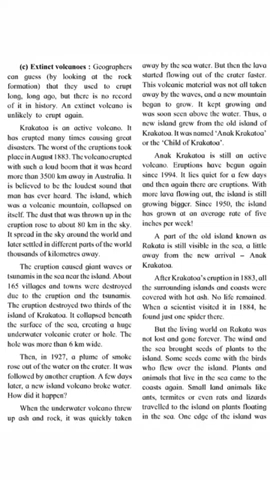 (c) Extinct volcanoes : Geographers
can guess (by looking at the rock
formation) that they used to erupt
long, long ago, but there is no record
of it in history. An extinct volcano is
unlikely to erupt again.
Krakatoa is an active volcano. It
has erupted many times causing great
disasters. The worst of the eruptions took
place in August 1883. The volcano erupted
with such a loud boom that it was heard
more than 3500 km away in Australia. It
is believed to be the loudest sound that
man has ever heard. The island, which
was a volcanic mountain, collapsed on
itself. The dust that was thrown up in the
eruption rose to about 81 km in the sky.
It spread in the sky around the world and
later settled in different parts of the world
thousands of kilometres away.
The eruption caused giant waves or
tsunamis in the sea near the island. About
165 villages and towns were destroyed
due to the eruption and the tsunamis.
The eruption destroyed two thirds of the
island of Krakatoa. It collapsed beneath
the surface of the sea, creating a huge
underwater volcanic crater or hole. The
hole was more than 6 km wide.
Then, in 1927, a plume of smoke
rose out of the water on the crater. It was
followed by another eruption. A few days
later, a new island volcano broke water.
How did it happen?
When the underwater volcano threw
up ash and rock, it was quickly taken
away by the sea water. But then the lava
started flowing out of the crater faster.
This volcanic material was not all taken
away by the waves, and a new mountain
began to grow. It kept growing and
was soon seen above the water. Thus, a
new island grew from the old island of
Krakatoa. It was named 'Anak Krakatoa'
or the 'Child of Krakatoa'.
Anak Krakatoa is still an active
volcano. Eruptions have begun again
since 1994. It lies quiet for a few days
and then again there are eruptions. With
more lava flowing out, the island is still
growing bigger. Since 1950, the island
has grown at an average rate of five
inches per week!
A part of the old island known as
Rakata is still visible in the sea, a little
away from the new arrival – Anak
Krakatoa.
After Krakatoa's eruption in 1883, all
the surrounding islands and coasts were
covered with hot ash. No life remained.
When a scientist visited it in 1884, he
found just one spider there.
But the living world on Rakata was
not lost and gone forever. The wind and
the sea brought seeds of plants to the
island. Some seeds came with the birds
who flew over the island. Plants and
animals that live in the sea came to the
coasts again. Small land animals like
ants, termites or even rats and lizards
travelled to the island on plants floating
in the sea. One edge of the island was